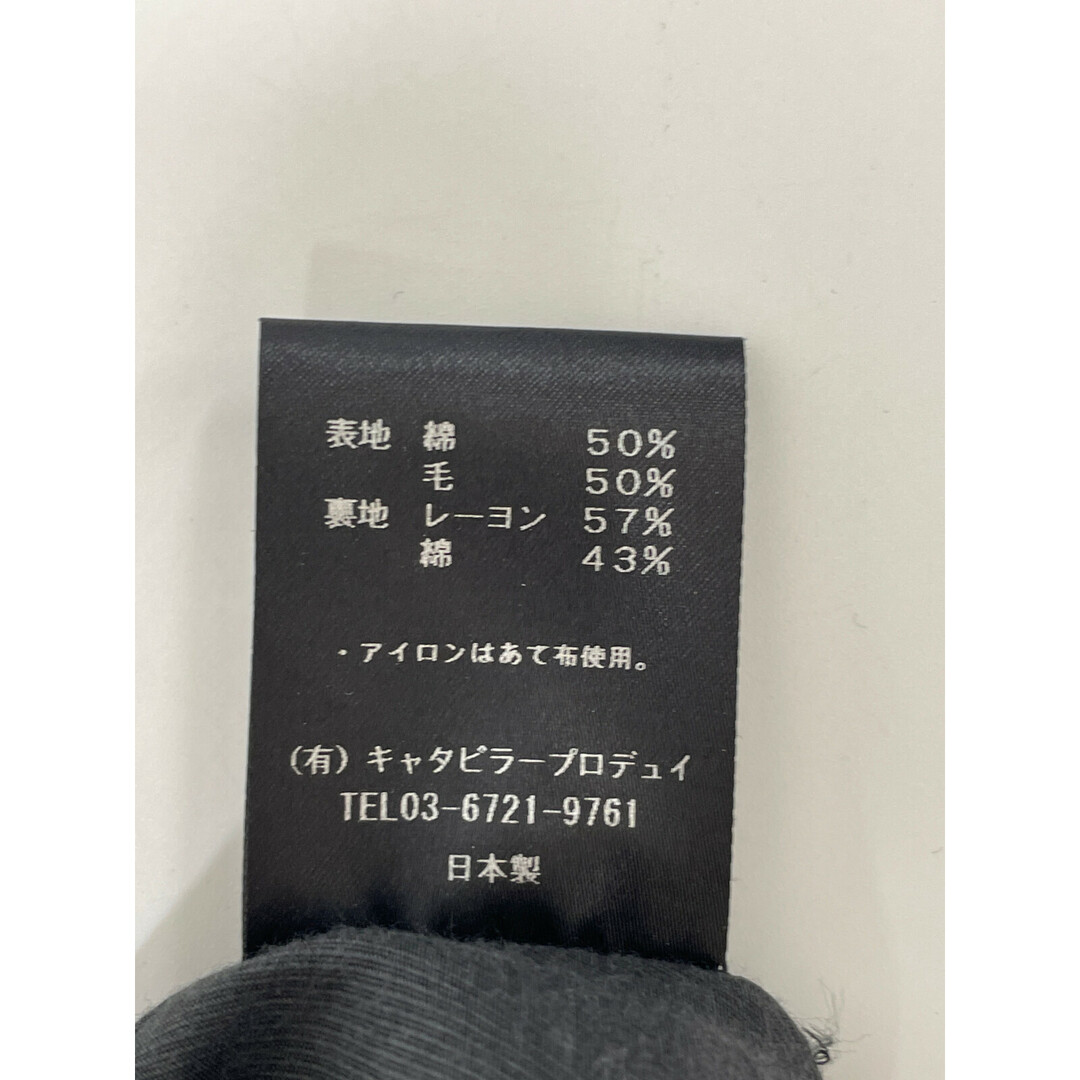 表地 綿 50%
毛 50%
裏地 レーヨン 57%
綿 43%
・アイロンはあて布使用。
(有)キャタピラープロデュイ
TEL03-6721-9761
日本製